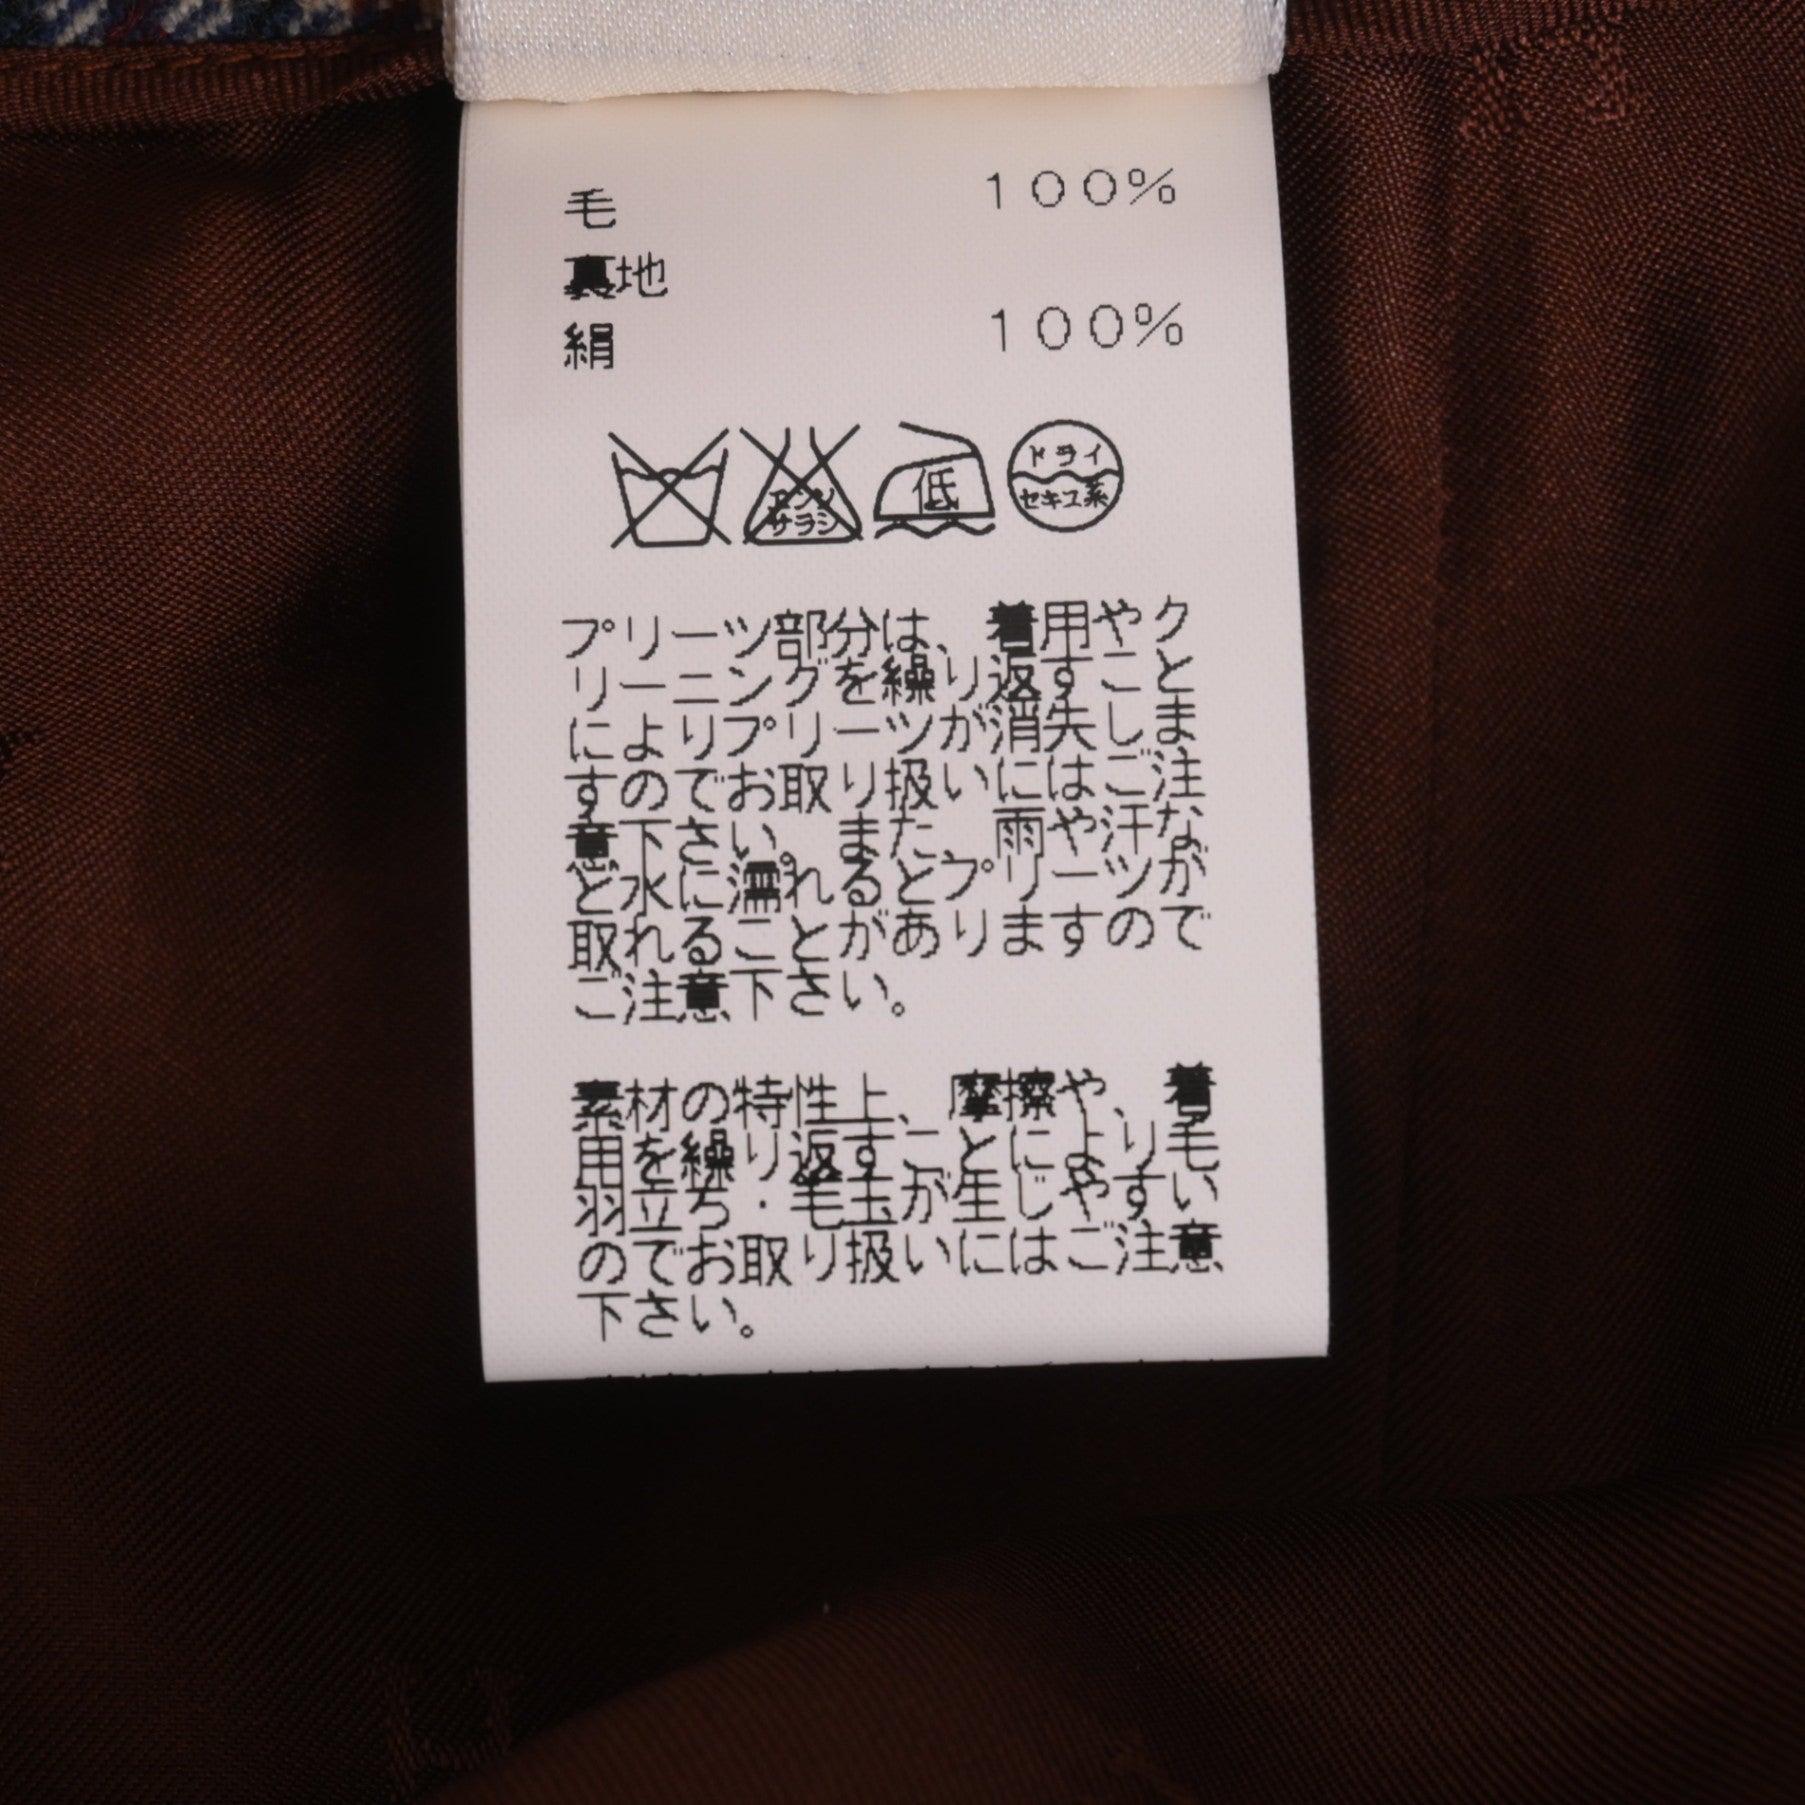 毛 １００％
裏地
絹 １００％
エンソ
サラシ
低
ドライ
セキユ系
プリーツ部分は、着用やク
リーニングを繰り返すこと
によりプリーツが消失しま
すのでお取り扱いにはご注
意下さい。また、雨や汗な
ど水に濡れるとプリーツが
取れることがありますので
ご注意下さい。
素材の特性上、摩擦や、着
用を繰り返すことにより毛
羽立ち・毛玉が生じやすい
のでお取り扱いにはご注意
下さい。